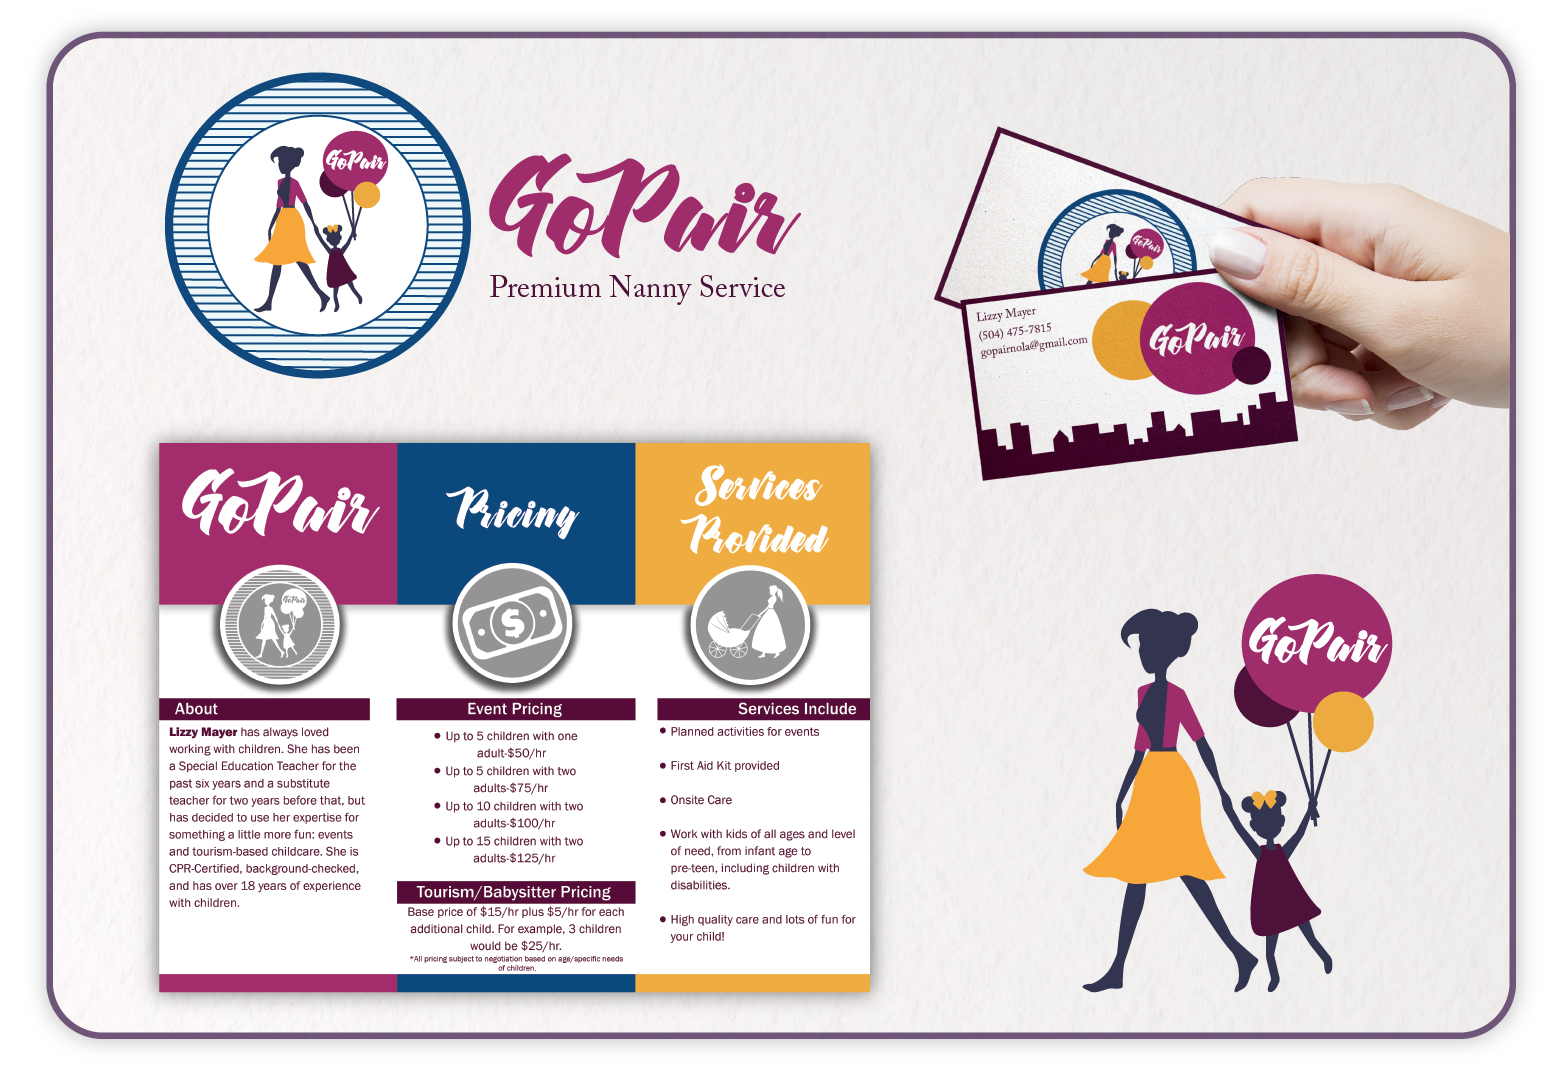 GoPair
GoPair
Premium Nanny Service
GoPair
Lizzy Mayer
(504) 475-7815
gopairnola@gmail.com
GoPair
GoPair
Pricing
Services
Provided
GoPair
$
About
Lizzy Mayer has always loved
working with children. She has been
a Special Education Teacher for the
past six years and a substitute
teacher for two years before that, but
has decided to use her expertise for
something a little more fun: events
and tourism-based childcare. She is
CPR-Certified, background-checked,
and has over 18 years of experience
with children.
Event Pricing
• Up to 5 children with one
adult-$50/hr
• Up to 5 children with two
adults-$75/hr
• Up to 10 children with two
adults-$100/hr
• Up to 15 children with two
adults-$125/hr
Tourism/Babysitter Pricing
Base price of $15/hr plus $5/hr for each
additional child. For example, 3 children
would be $25/hr.
*All pricing subject to negotiation based on age/specific needs
of children.
Services Include
• Planned activities for events
• First Aid Kit provided
• Onsite Care
• Work with kids of all ages and level
of need, from infant age to
pre-teen, including children with
disabilities.
• High quality care and lots of fun for
your child!
GoPair